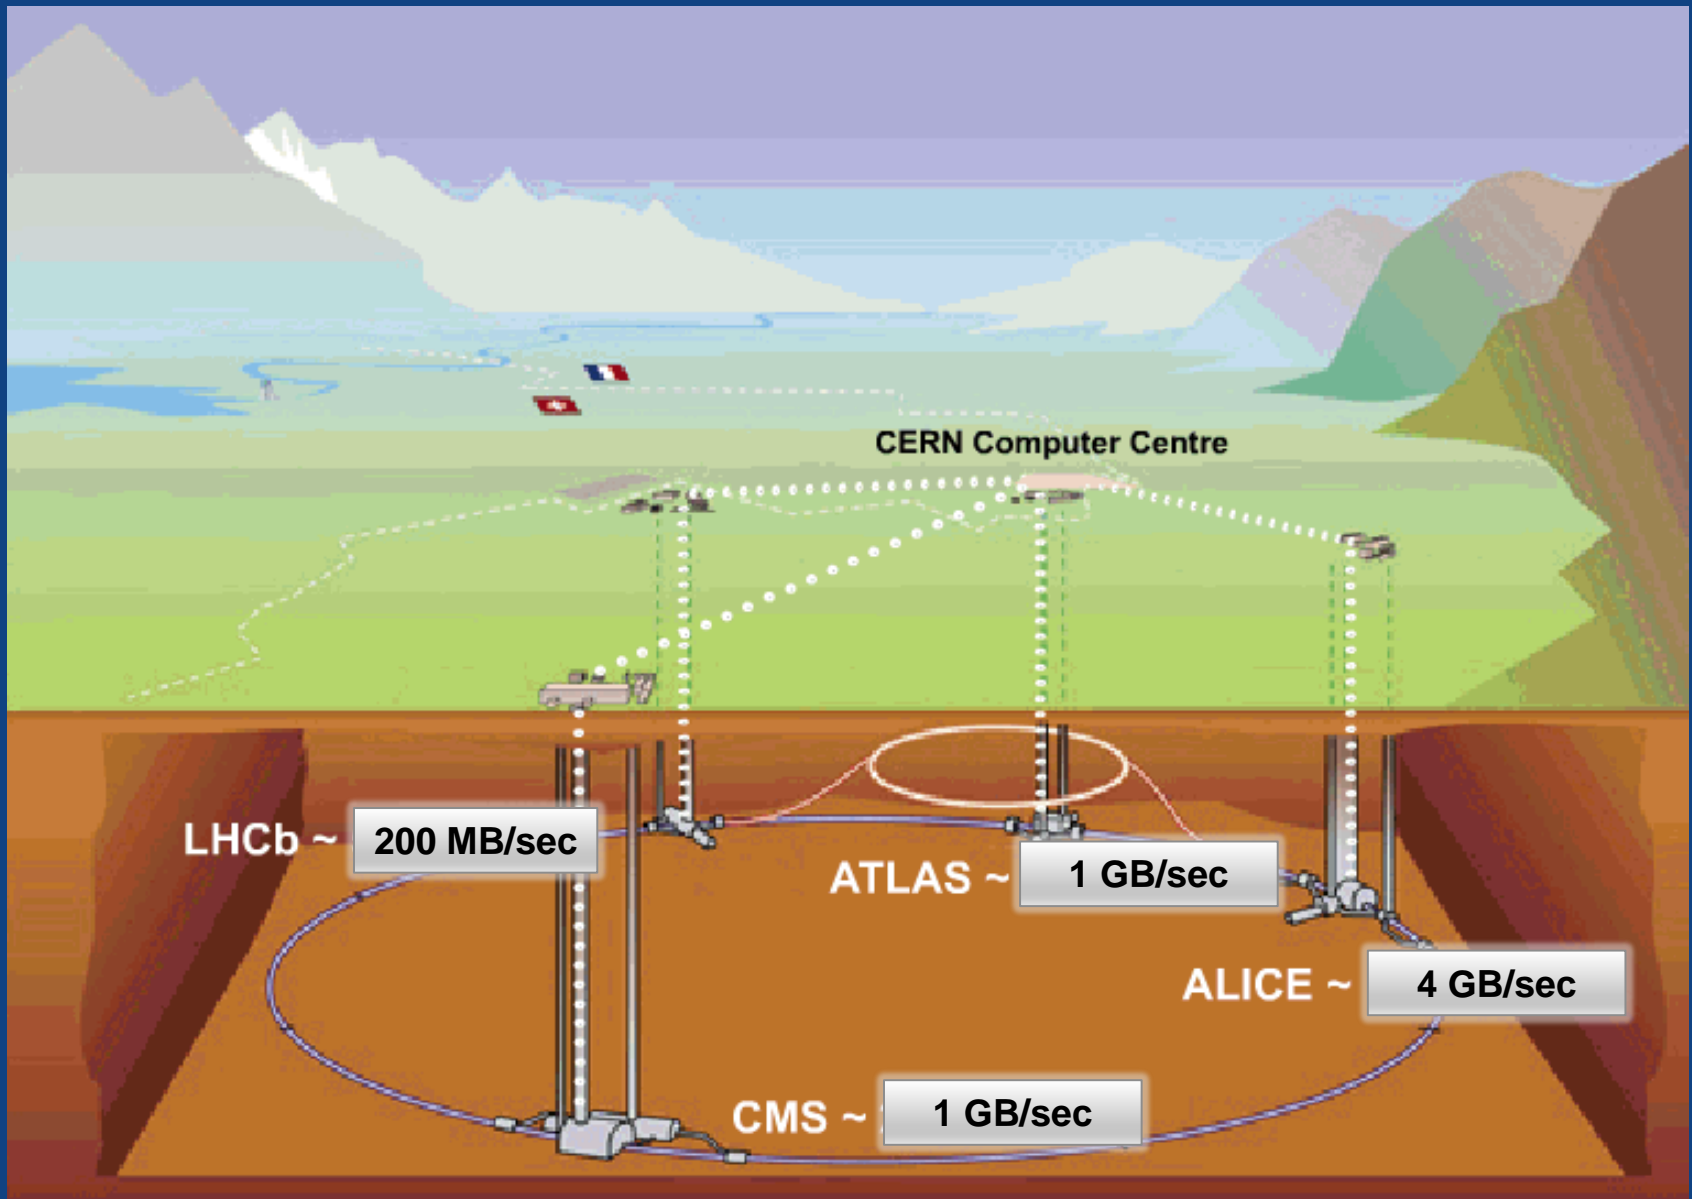 CERN Computer Centre
LHCb ~ 200 MB/sec
ATLAS ~ 1 GB/sec
ALICE ~ 4 GB/sec
CMS ~ 1 GB/sec